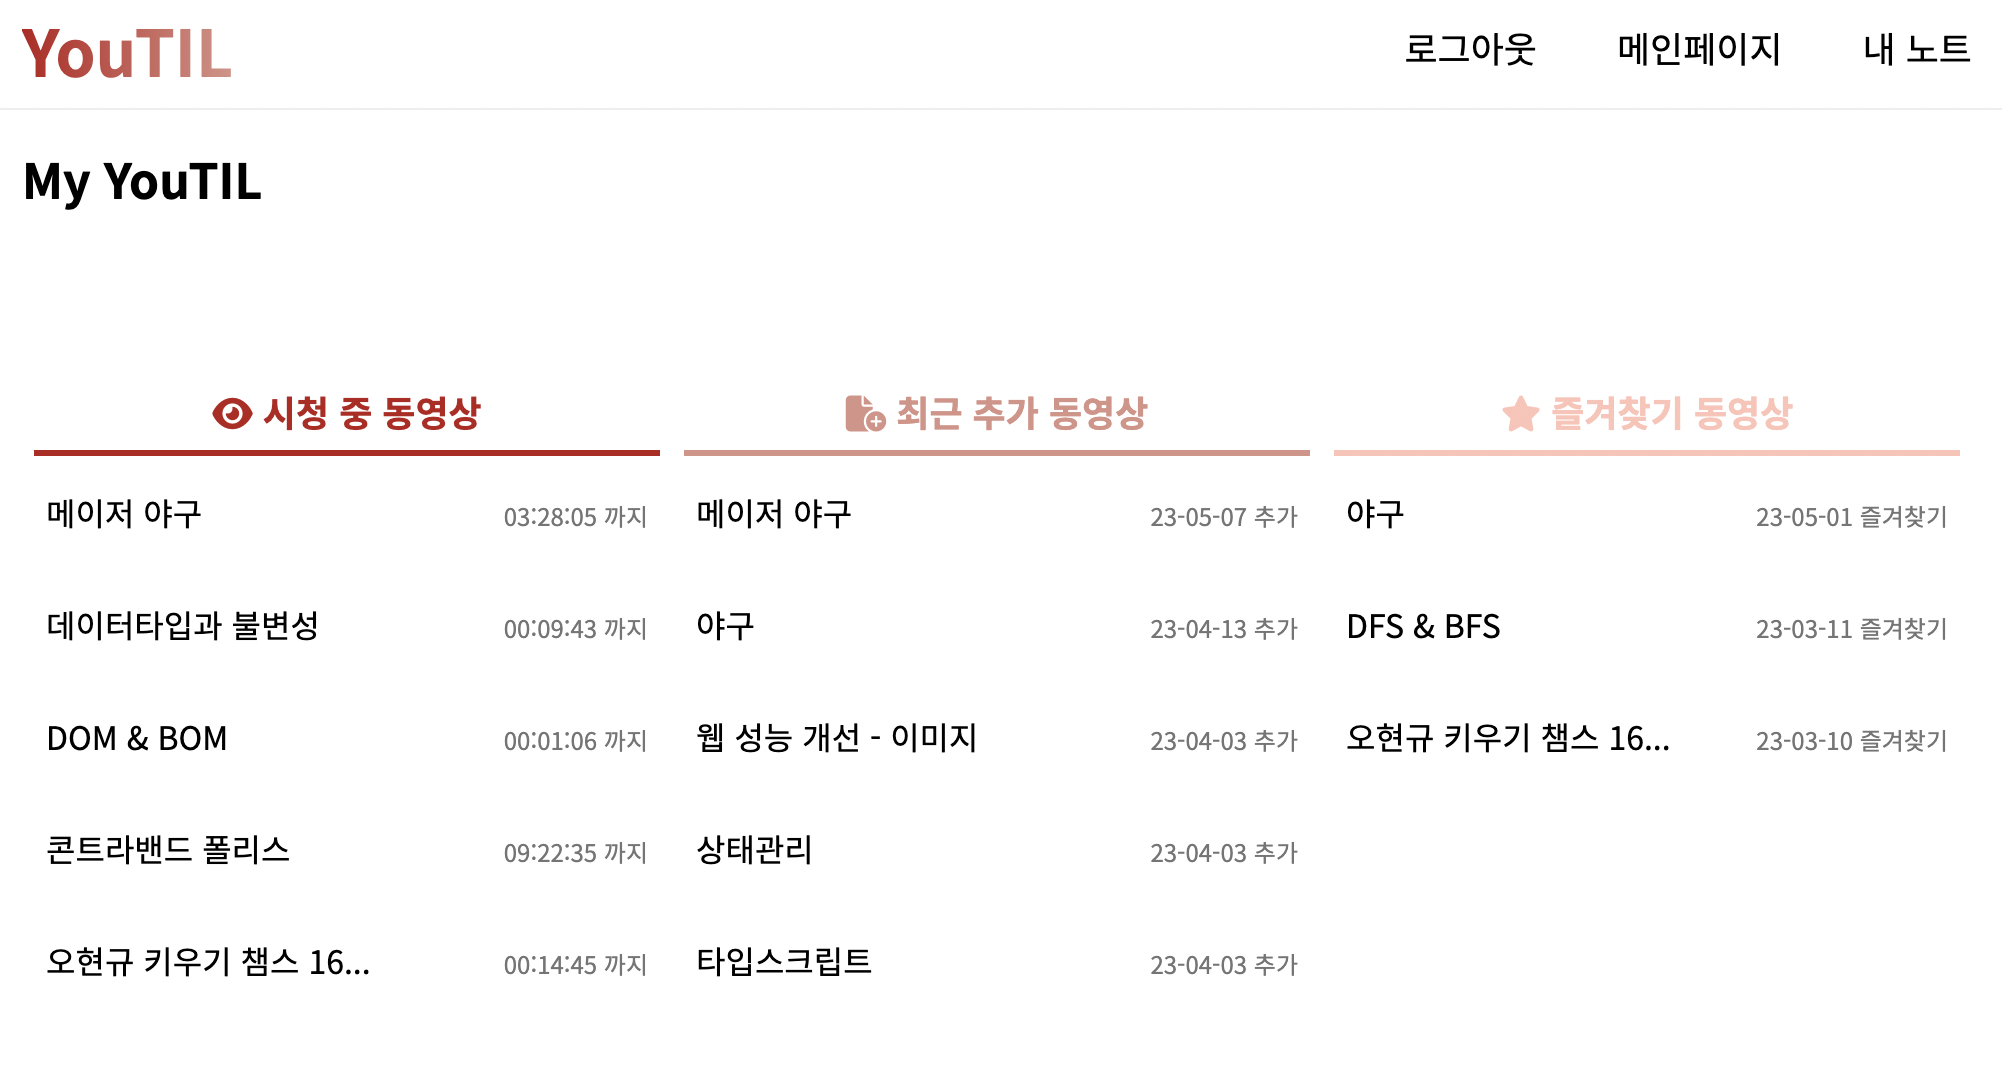 YouTIL
로그아웃 메인페이지 내 노트
My YouTIL
시청 중 동영상
메이저 야구 03:28:05 까지
데이터타입과 불변성 00:09:43 까지
DOM & BOM 00:01:06 까지
콘트라밴드 폴리스 09:22:35 까지
오현규 키우기 챔스 16... 00:14:45 까지
최근 추가 동영상
메이저 야구 23-05-07 추가
야구 23-04-13 추가
웹 성능 개선 - 이미지 23-04-03 추가
상태관리 23-04-03 추가
타입스크립트 23-04-03 추가
즐겨찾기 동영상
야구 23-05-01 즐겨찾기
DFS & BFS 23-03-11 즐겨찾기
오현규 키우기 챔스 16... 23-03-10 즐겨찾기